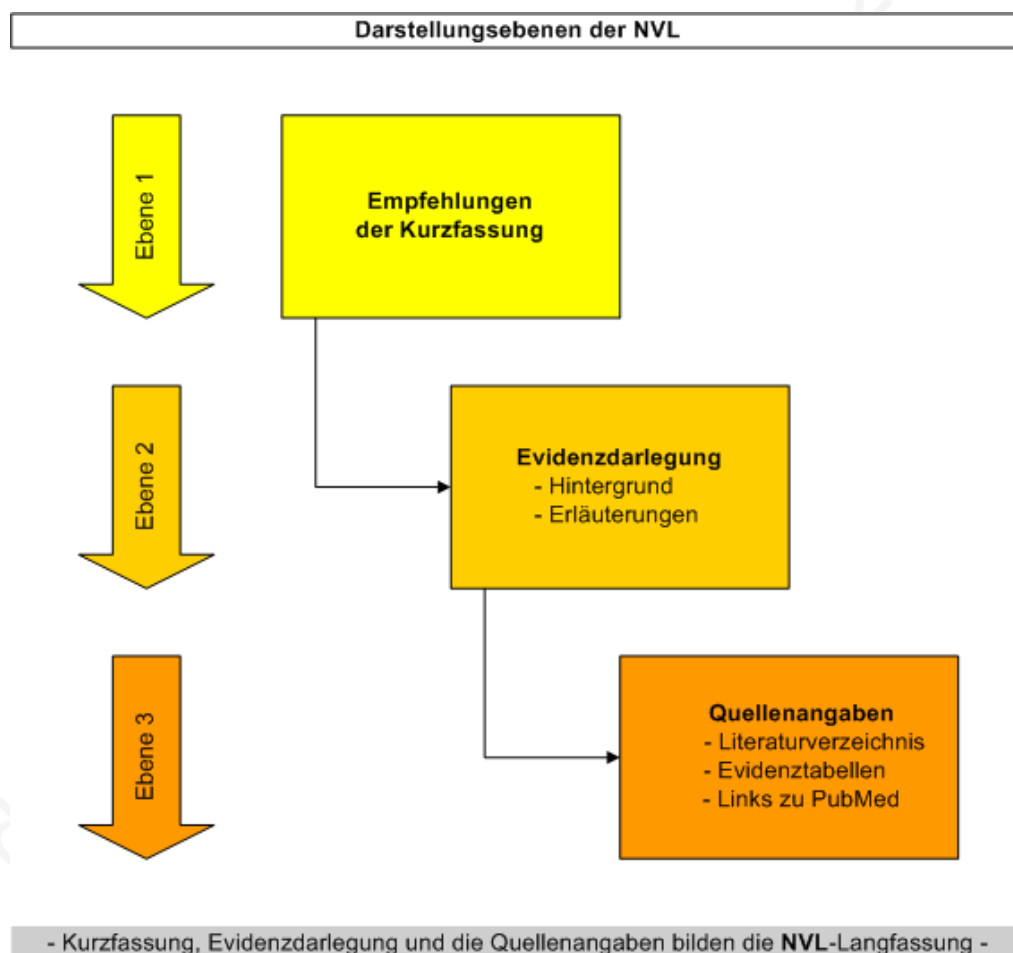 Darstellungsebenen der NVL
Ebene 1
Empfehlungen
der Kurzfassung
Ebene 2
Evidenzdarlegung
- Hintergrund
- Erläuterungen
Ebene 3
Quellenangaben
- Literaturverzeichnis
- Evidenztabellen
- Links zu PubMed
- Kurzfassung, Evidenzdarlegung und die Quellenangaben bilden die NVL-Langfassung -